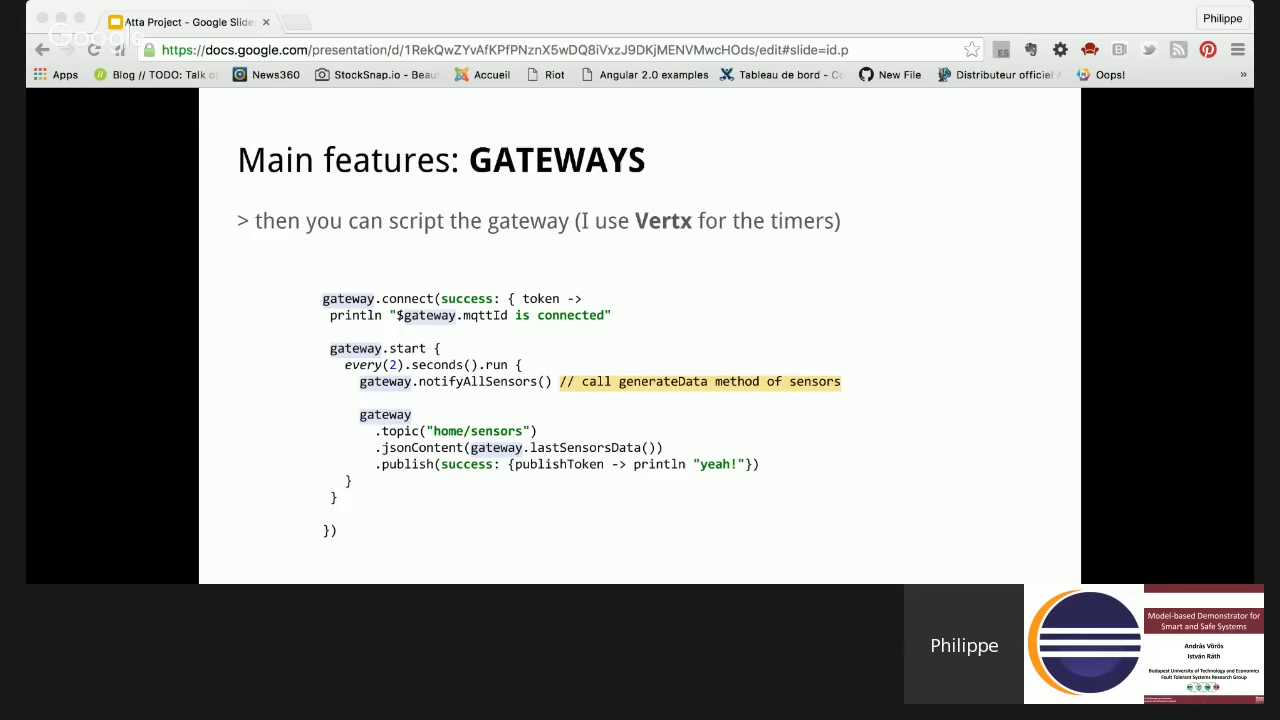 Atta Project - Google Slide
Philippe
Google
https://docs.google.com/presentation/d/1RekQwZYvAfKPfPNznX5wDQ8iVxzJ9DKjMENVMwcHOds/edit#slide=id.p
Apps
Blog // TODO: Talk o
News360
StockSnap.io - Beau
Accueil
Riot
Angular 2.0 examples
Tableau de bord - Co
New File
Distributeur officiel
Oops!
»
Main features: GATEWAYS
> then you can script the gateway (I use Vertx for the timers)
gateway.connect(success: { token ->
println "$gateway.mqttId is connected"
gateway.start {
every(2).seconds().run {
gateway.notifyAllSensors() // call generateData method of sensors
gateway
.topic("home/sensors")
.jsonContent(gateway.lastSensorsData())
.publish(success: {publishToken -> println "yeah!"})
}
}
})
Philippe
Model-based Demonstrator for
Smart and Safe Systems
András Vörös
István Ráth
Budapest University of Technology and Economics
Fault Tolerant Systems Research Group